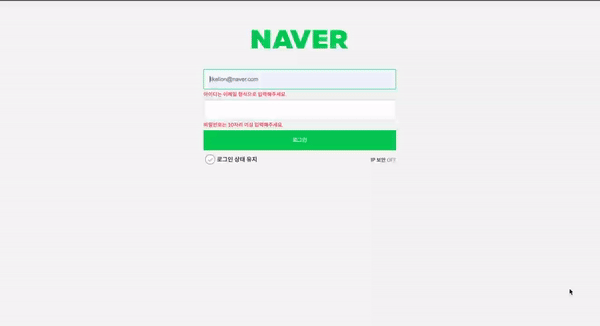 NAVER
likelion@naver.com
아이디는 이메일 형식으로 입력해주세요.
비밀번호는 10자리 이상 입력해주세요.
로그인
로그인 상태 유지
IP 보안 OFF